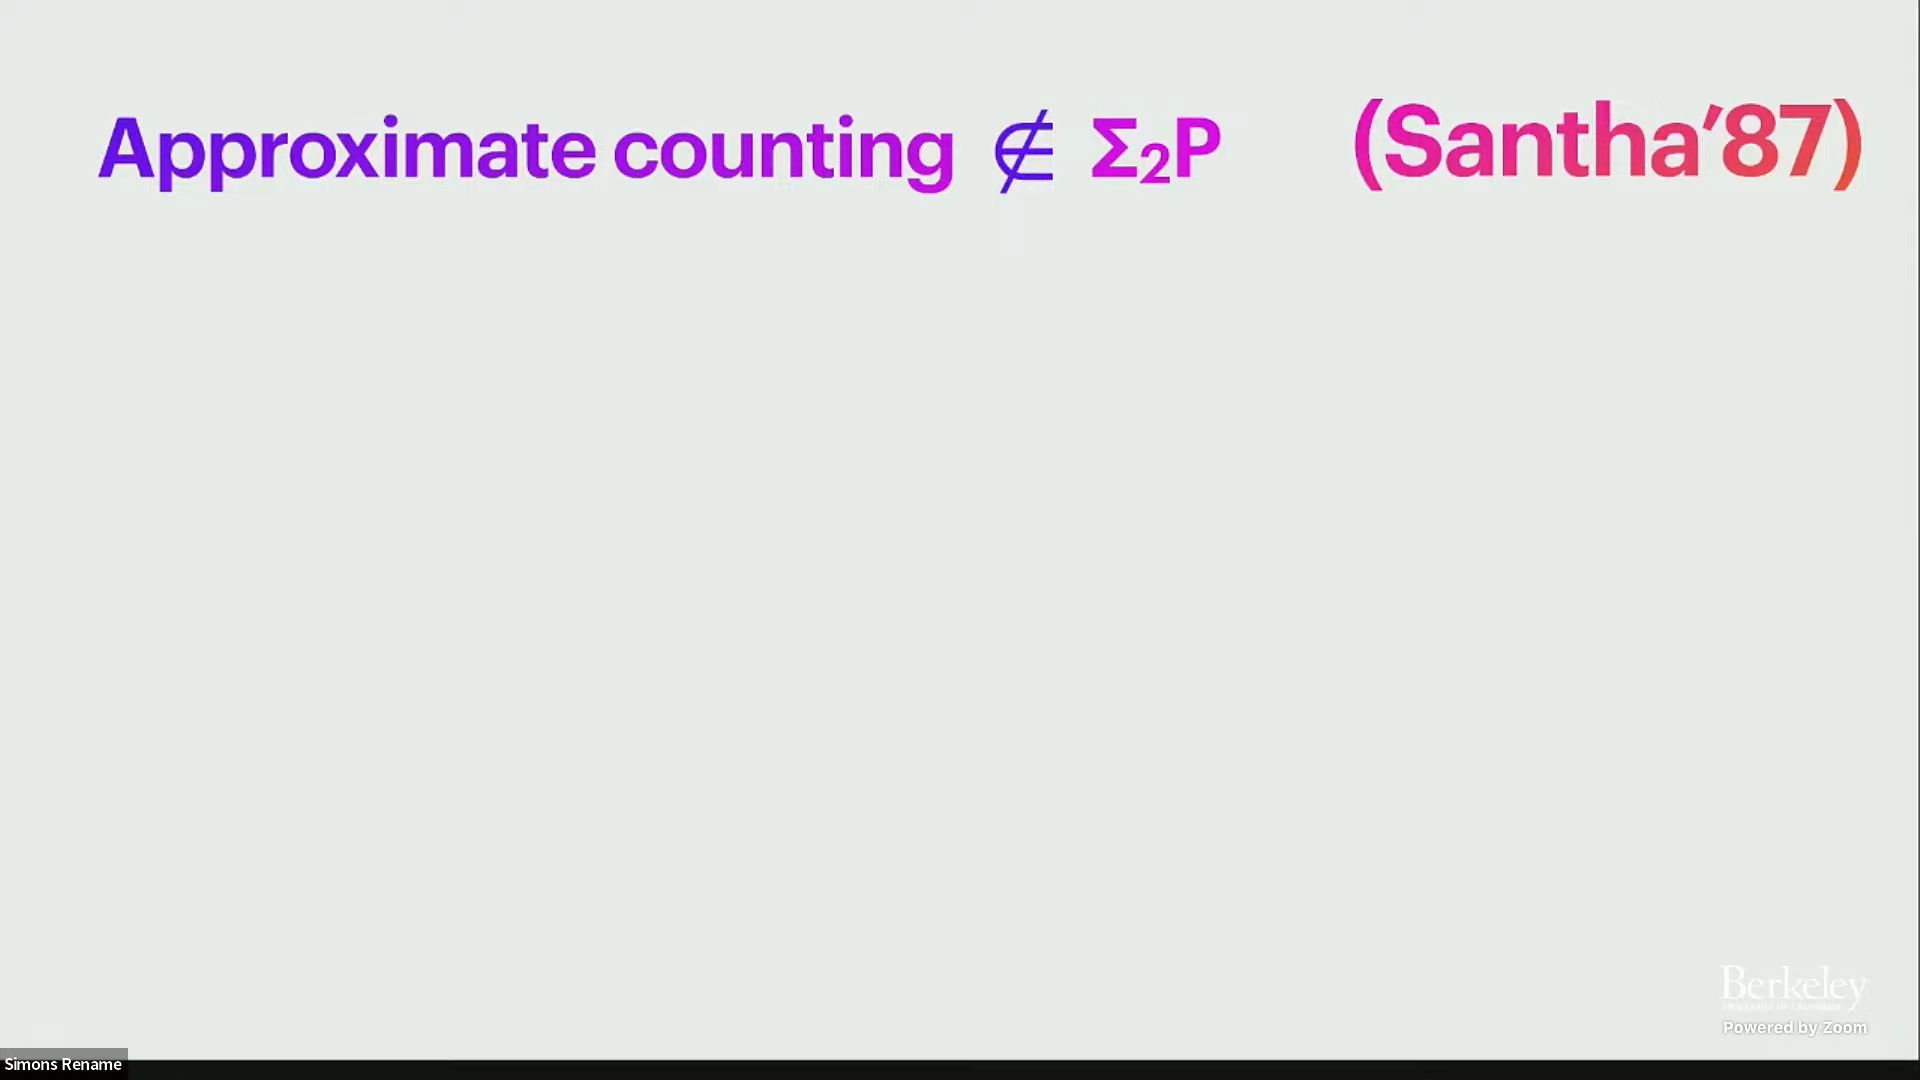 Approximate counting ∉ Σ₂P (Santha'87)
Berkeley
Powered by Zoom
Simons Rename